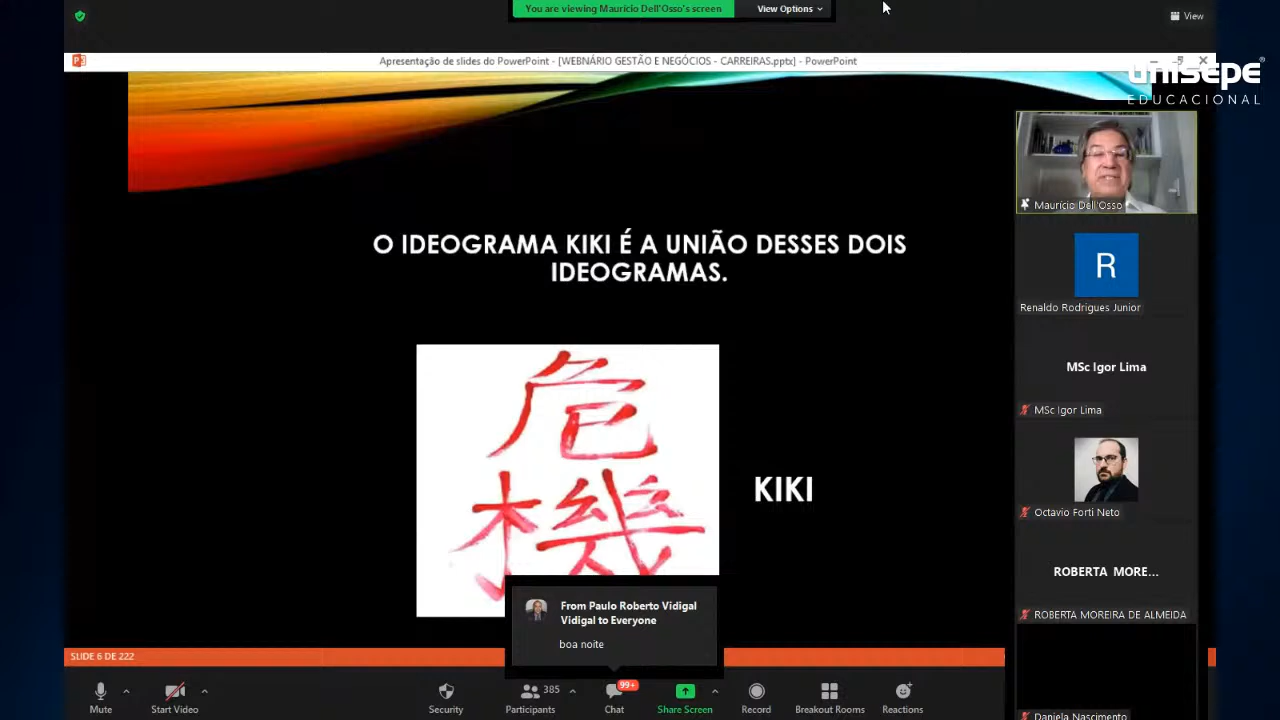 You are viewing Maurício Dell'Osso's screen
View Options
View
Apresentação de slides do PowerPoint - [WEBNÁRIO GESTÃO E NEGÓCIOS - CARREIRAS.pptx] - PowerPoint
UNISEPE
EDUCACIONAL
Maurício Dell'Osso
O IDEOGRAMA KIKI É A UNIÃO DESSES DOIS
IDEOGRAMAS.
危
機
KIKI
R
Renaldo Rodrigues Junior
MSc Igor Lima
MSc Igor Lima
Octavio Forti Neto
ROBERTA MORE...
ROBERTA MOREIRA DE ALMEIDA
Daniela Nascimento
From Paulo Roberto Vidigal
Vidigal to Everyone
boa noite
SLIDE 6 DE 222
Mute
Start Video
Security
Participants
385
Chat
99+
Share Screen
Record
Breakout Rooms
Reactions